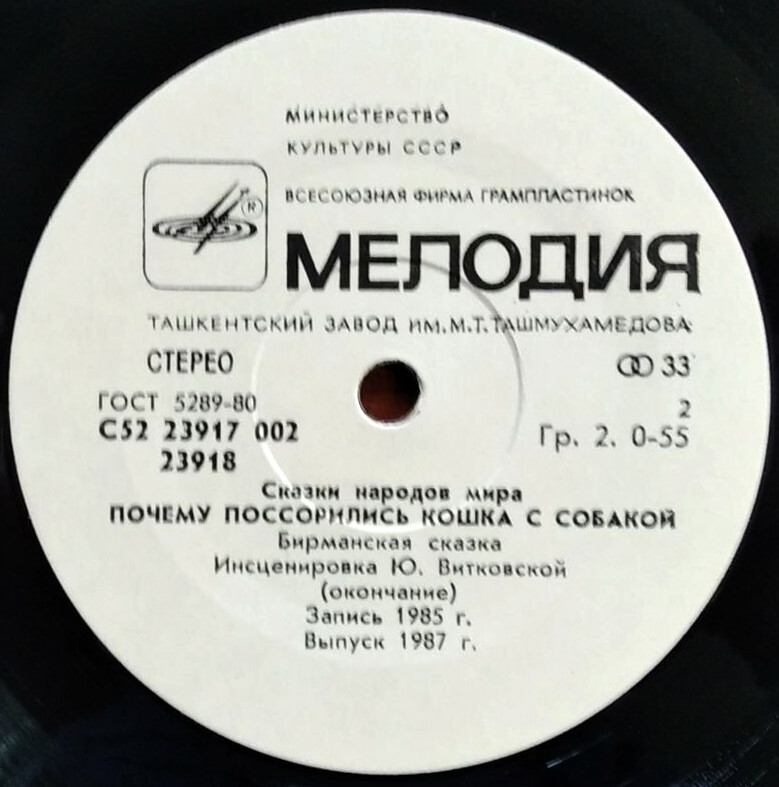 МИНИСТЕРСТВО
КУЛЬТУРЫ СССР
ВСЕСОЮЗНАЯ ФИРМА ГРАМПЛАСТИНОК
®
МЕЛОДИЯ
ТАШКЕНТСКИЙ ЗАВОД ИМ.М.Т.ТАШМУХАМЕДОВА
СТЕРЕО 33
ГОСТ 5289-80 2
С52 23917 002 Гр. 2. 0-55
23918
Сказки народов мира
ПОЧЕМУ ПОССОРИЛИСЬ КОШКА С СОБАКОЙ
Бирманская сказка
Инсценировка Ю. Витковской
(окончание)
Запись 1985 г.
Выпуск 1987 г.